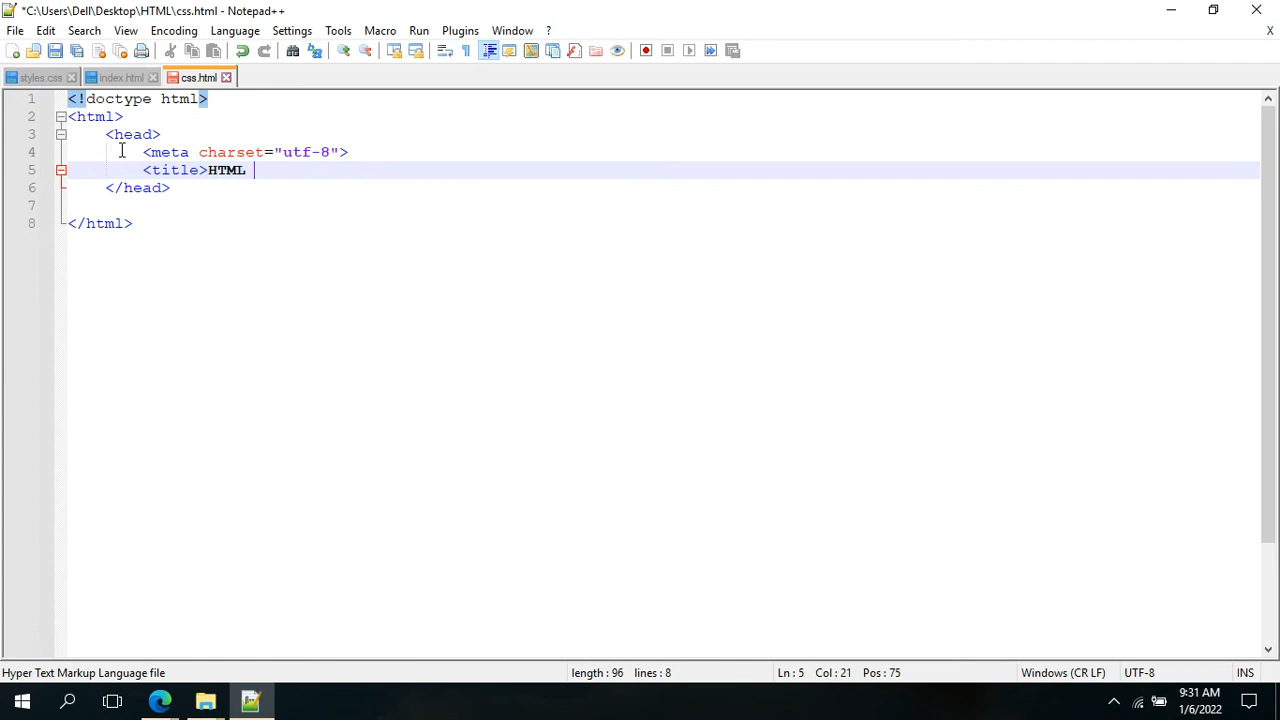 *C:\Users\Dell\Desktop\HTML\css.html - Notepad++
File Edit Search View Encoding Language Settings Tools Macro Run Plugins Window ? X
styles.css index.html css.html
1 <!doctype html>
2 <html>
3 <head>
4 <meta charset="utf-8">
5 <title>HTML
6 </head>
7
8 </html>
Hyper Text Markup Language file length : 96 lines : 8 Ln : 5 Col : 21 Pos : 75 Windows (CR LF) UTF-8 INS
9:31 AM
1/6/2022